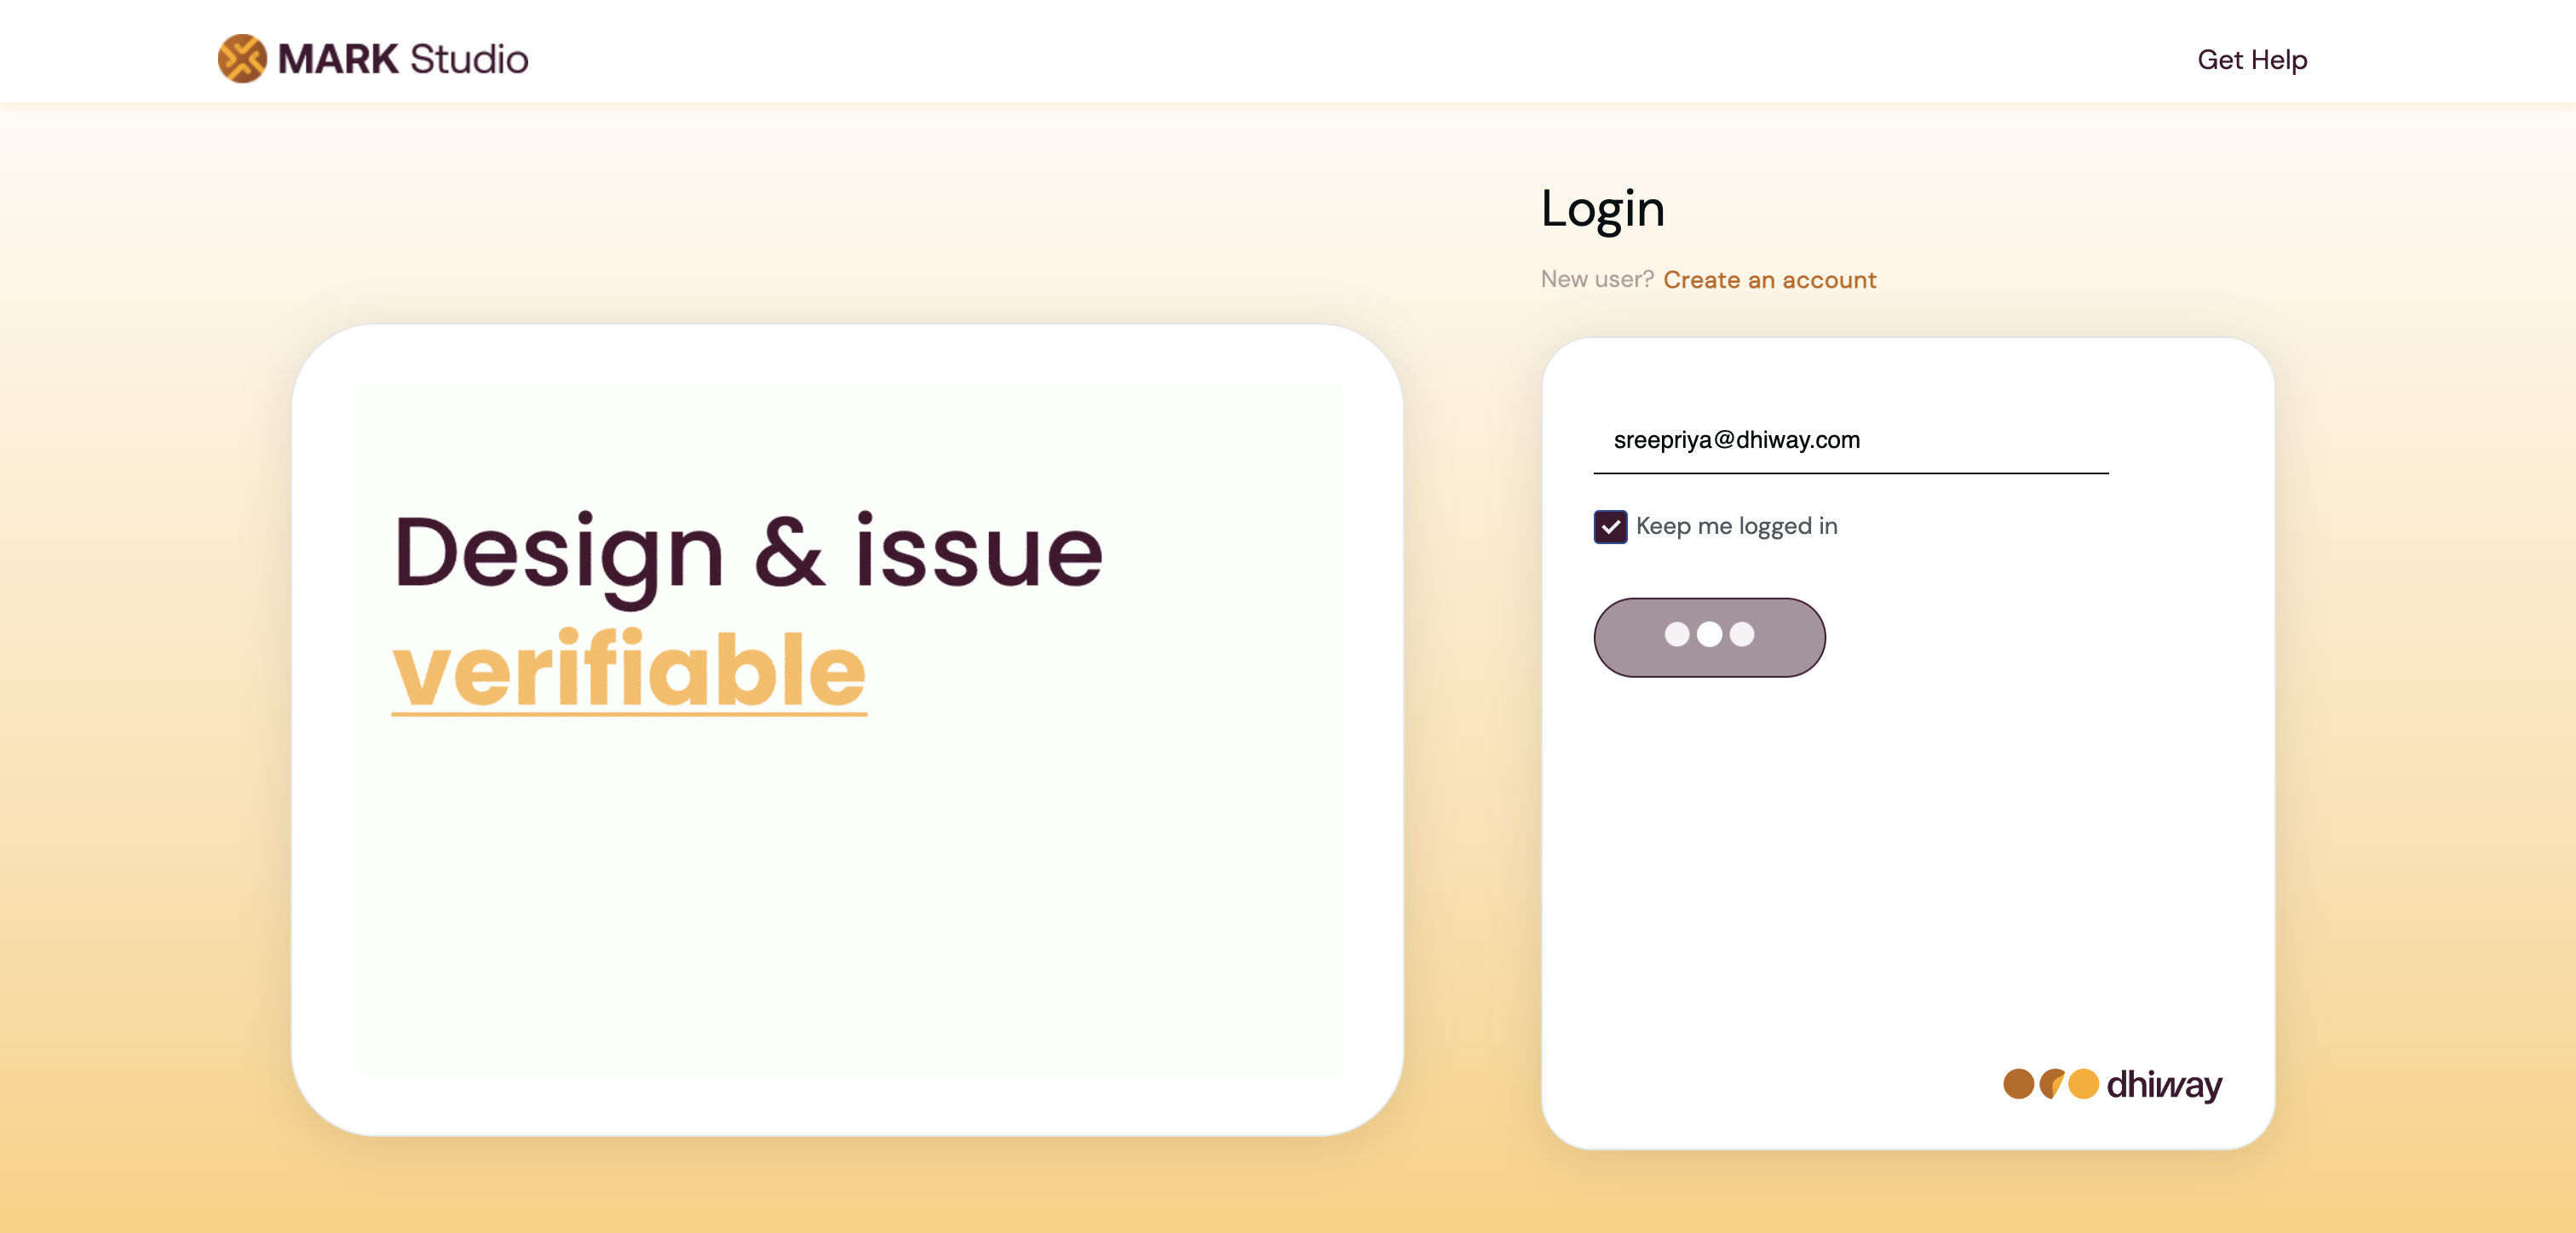 MARK Studio
Get Help
Login
New user? Create an account
Design & issue
verifiable
sreepriya@dhiway.com
Keep me logged in
dhiway